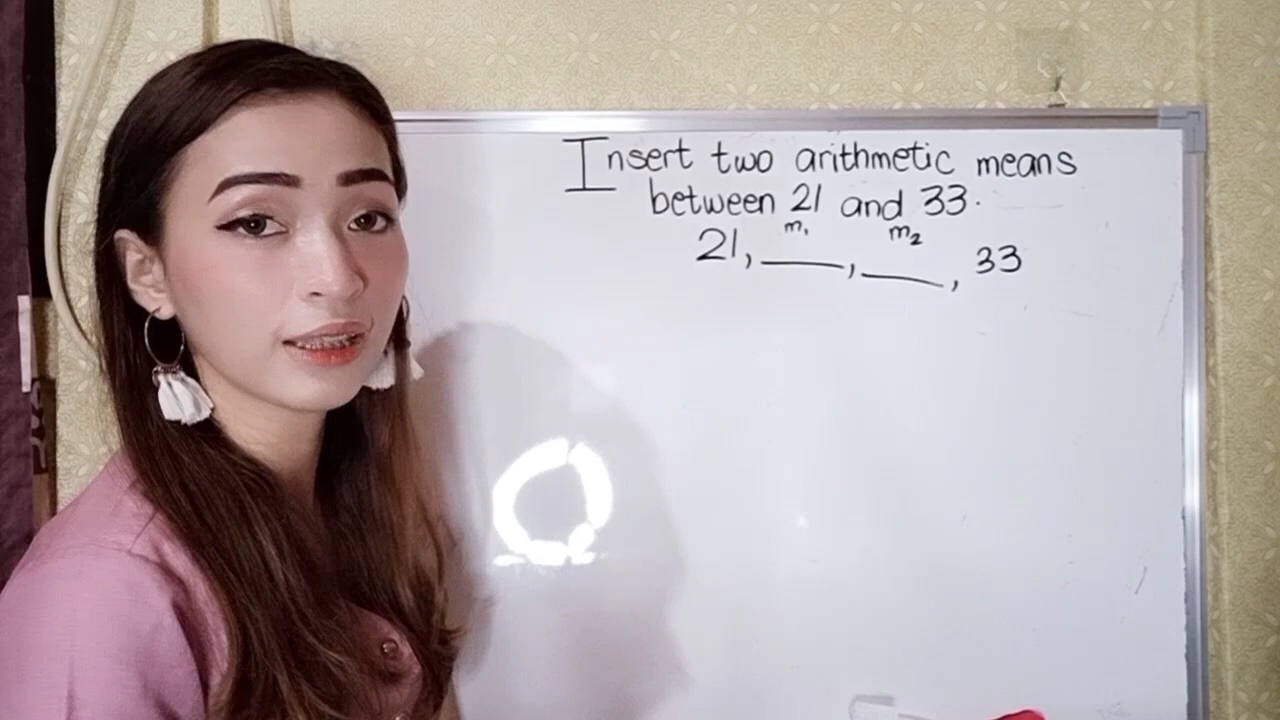 Insert two arithmetic means
between 21 and 33.
m₁ m₂
21, ____, ____, 33